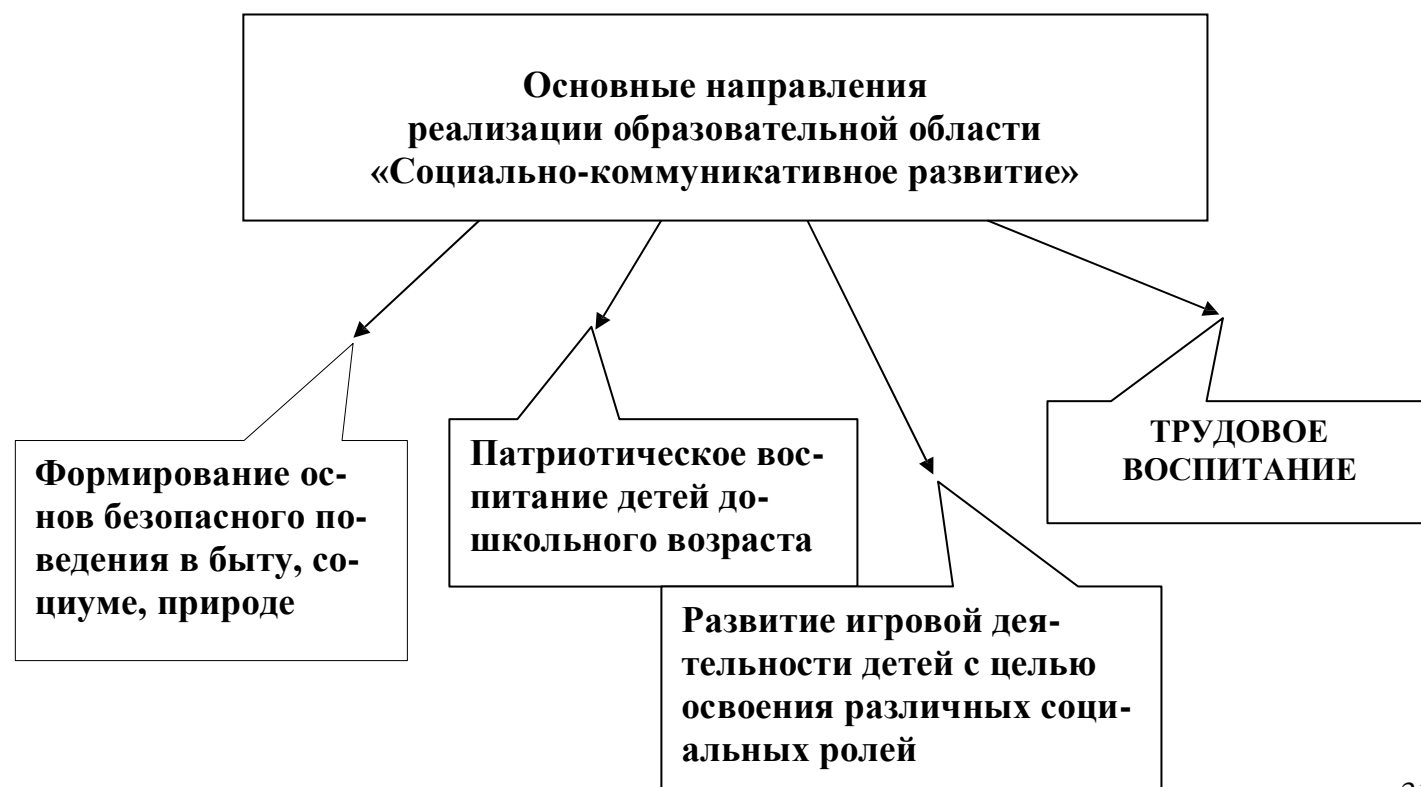 Основные направления
реализации образовательной области
«Социально-коммуникативное развитие»
Формирование ос-
нов безопасного по-
ведения в быту, со-
циуме, природе
Патриотическое вос-
питание детей до-
школьного возраста
Развитие игровой дея-
тельности детей с целью
освоения различных соци-
альных ролей
ТРУДОВОЕ
ВОСПИТАНИЕ